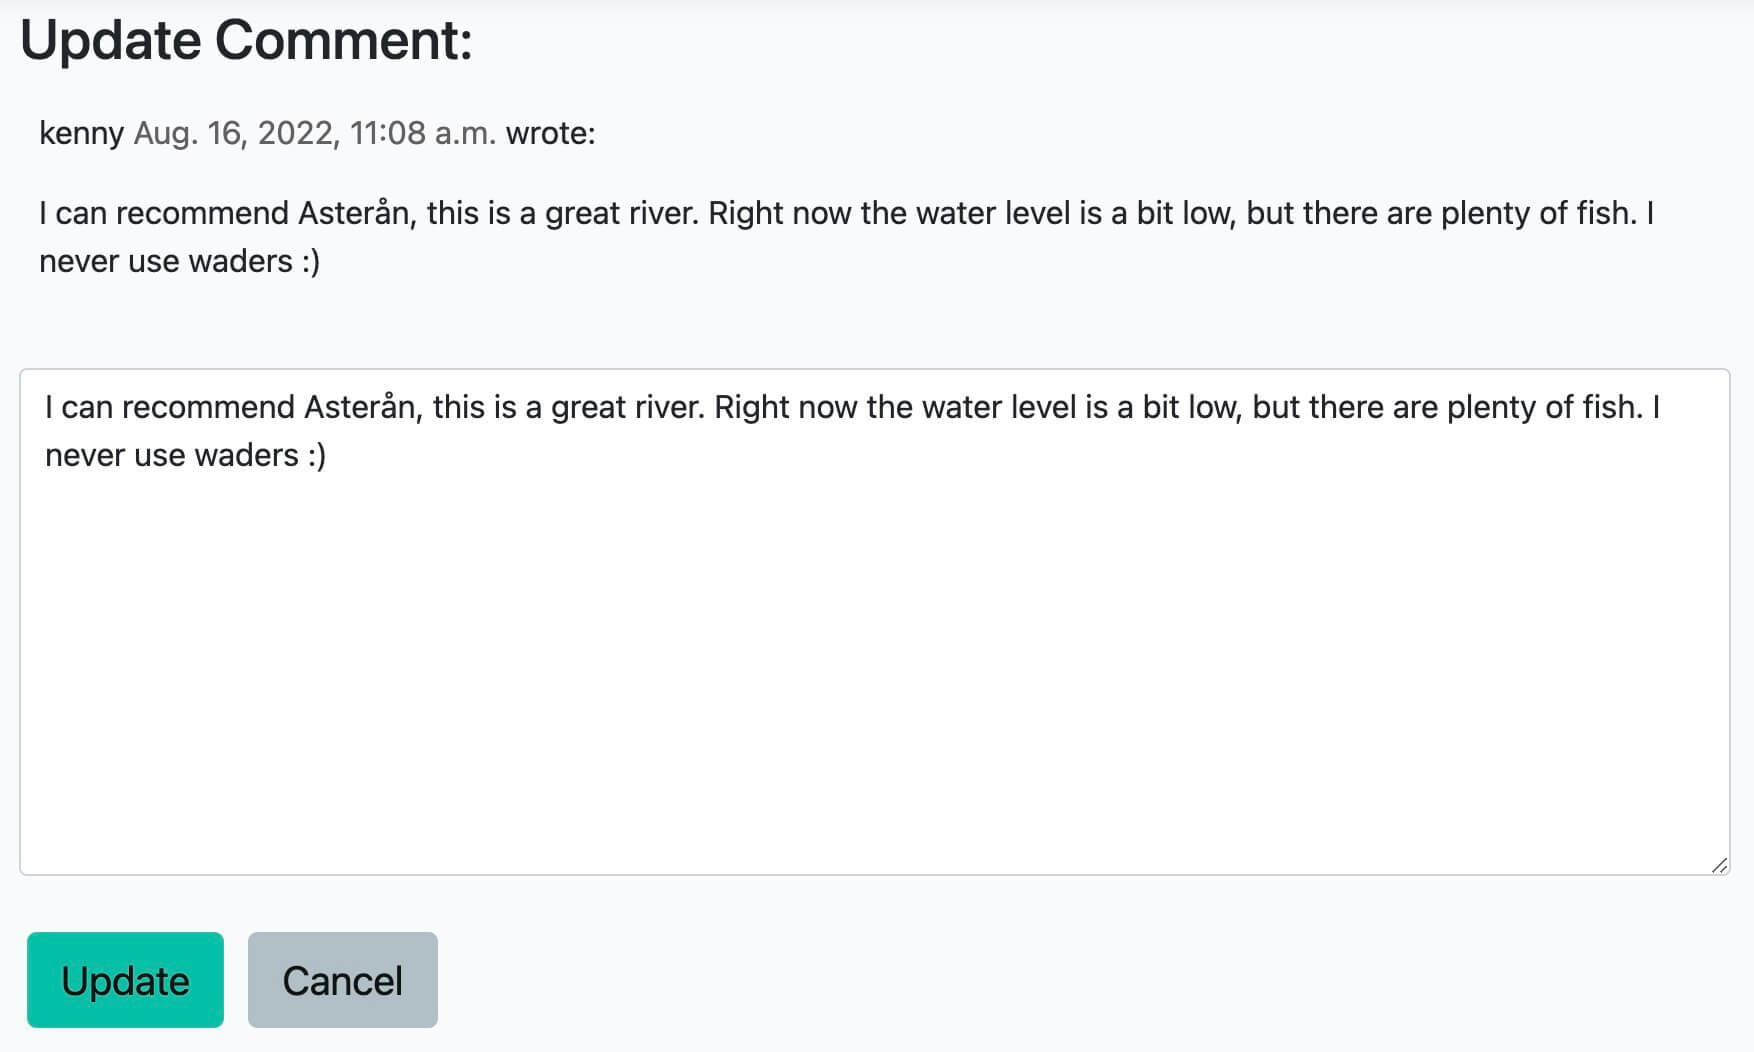 Update Comment:
kenny Aug. 16, 2022, 11:08 a.m. wrote:
I can recommend Asterån, this is a great river. Right now the water level is a bit low, but there are plenty of fish. I
never use waders :)
I can recommend Asterån, this is a great river. Right now the water level is a bit low, but there are plenty of fish. I
never use waders :)
Update Cancel